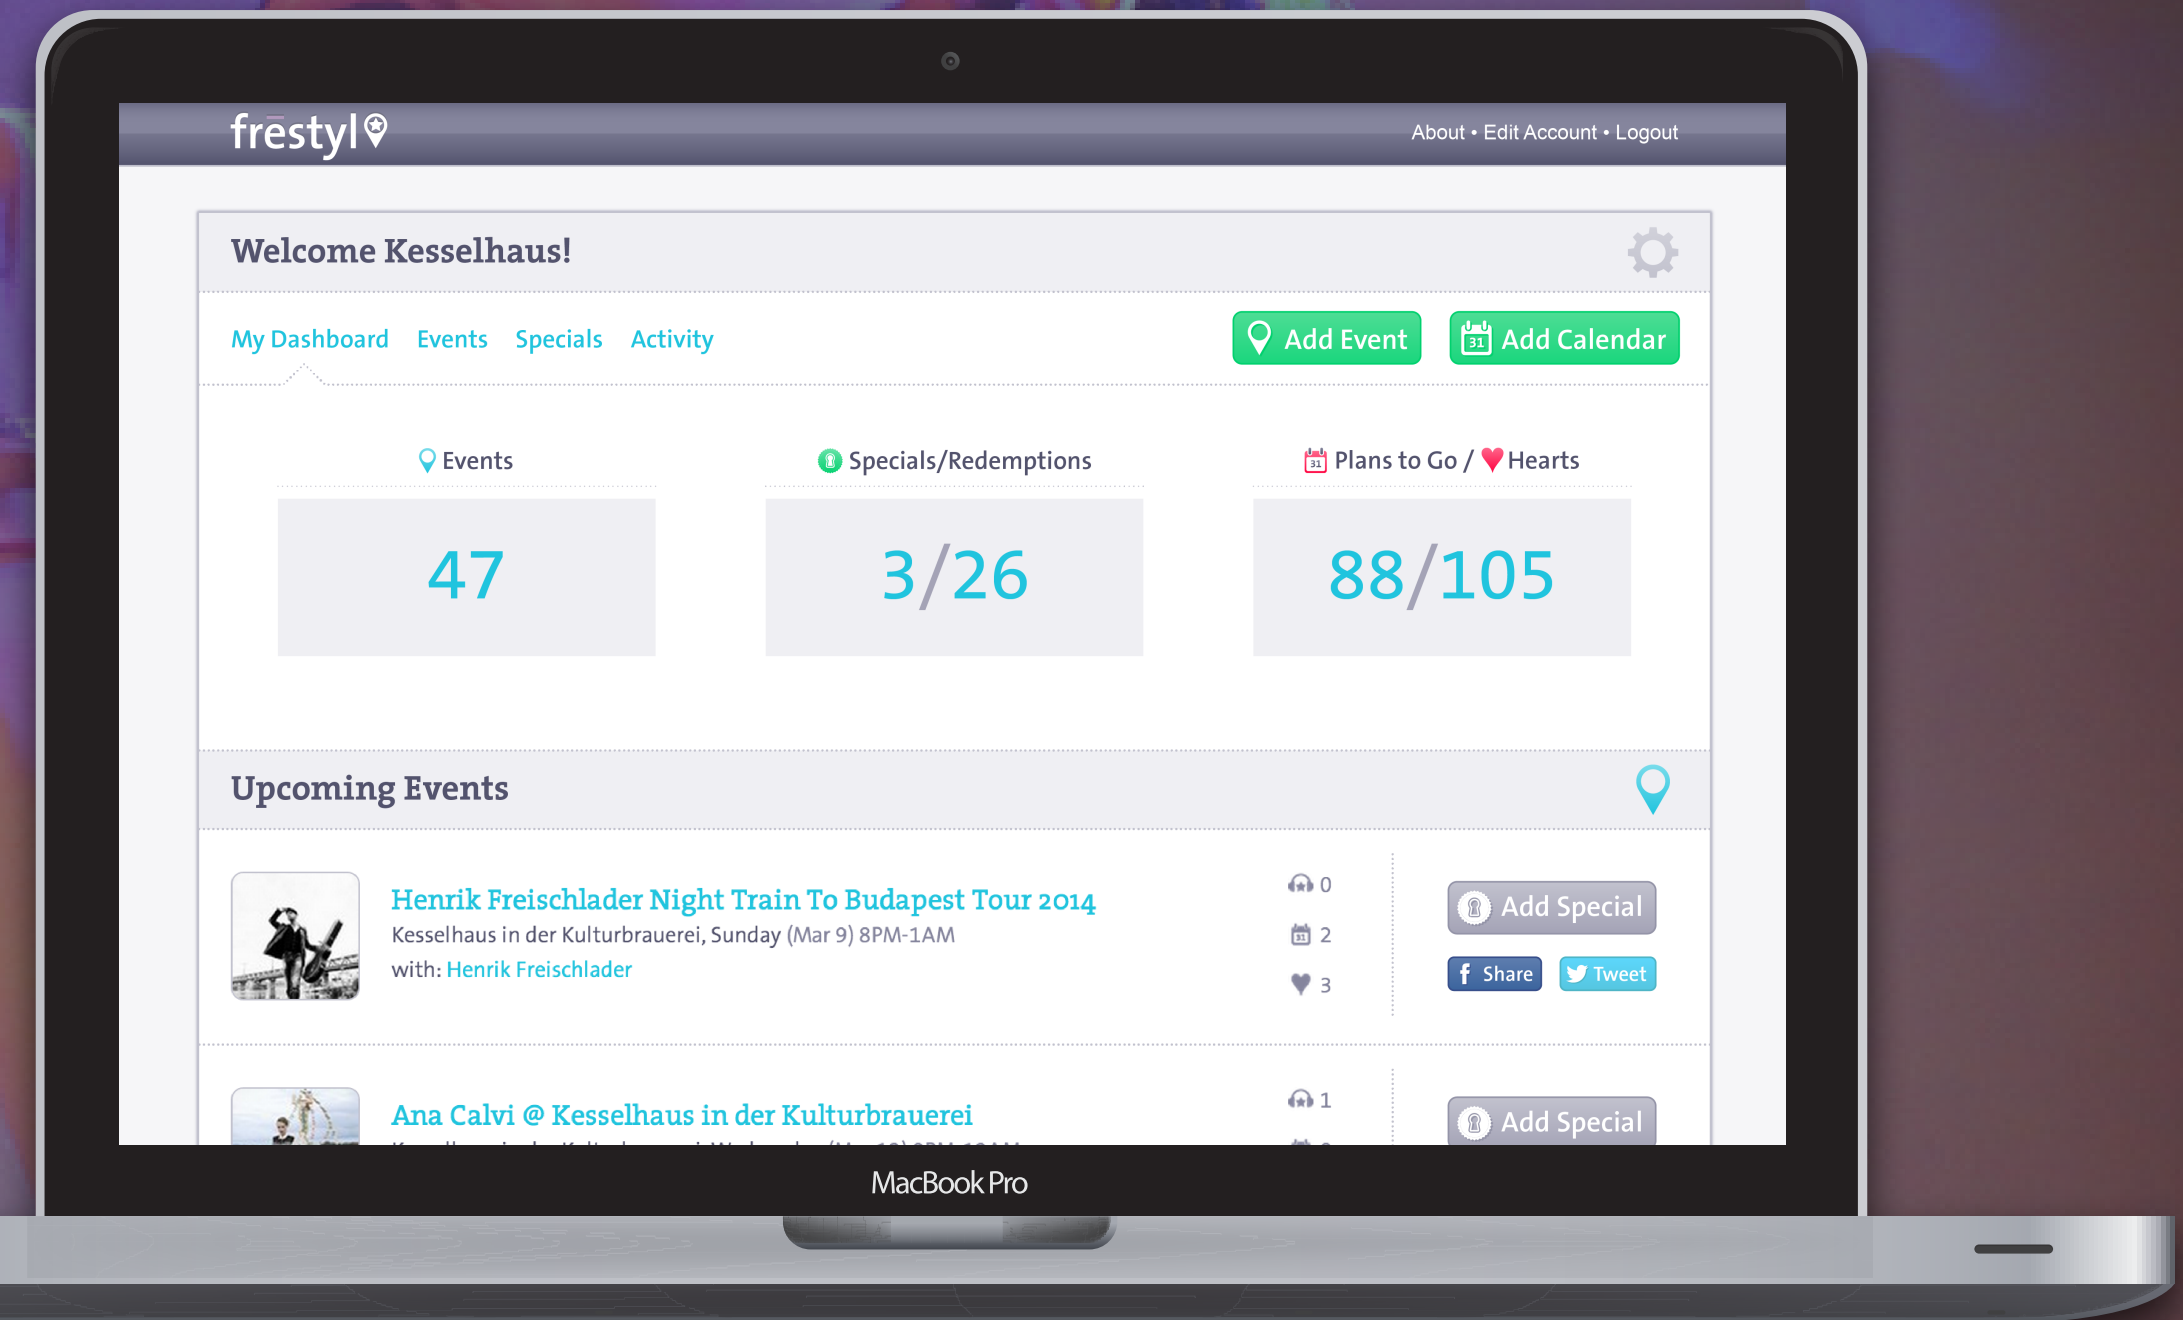 frestyl
About • Edit Account • Logout
Welcome Kesselhaus!
My Dashboard Events Specials Activity
Add Event
31 Add Calendar
Events
Specials/Redemptions
31 Plans to Go / Hearts
47
3/26
88/105
Upcoming Events
Henrik Freischlader Night Train To Budapest Tour 2014
Kesselhaus in der Kulturbrauerei, Sunday (Mar 9) 8PM-1AM
with: Henrik Freischlader
0
31 2
3
Add Special
f Share
Tweet
Ana Calvi @ Kesselhaus in der Kulturbrauerei
1
Add Special
MacBook Pro